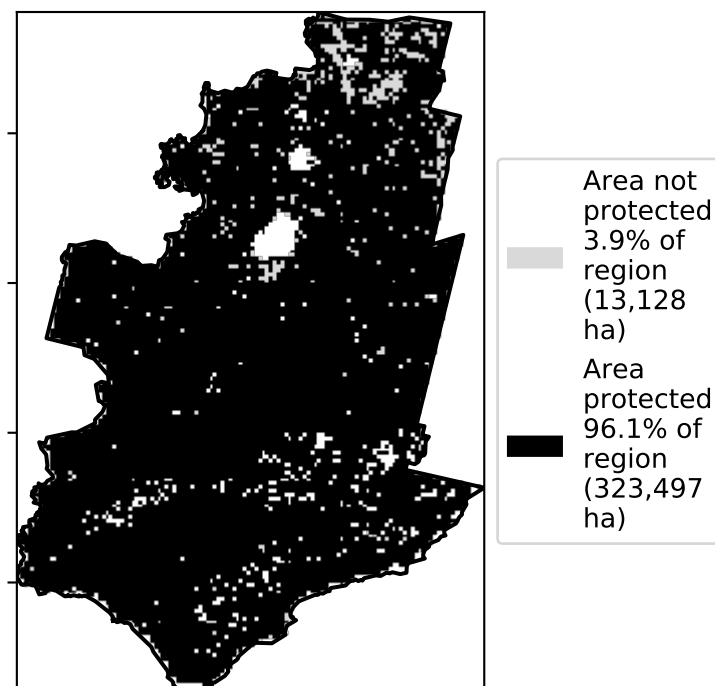 Area not
protected
3.9% of
region
(13,128
ha)
Area
protected
96.1% of
region
(323,497
ha)